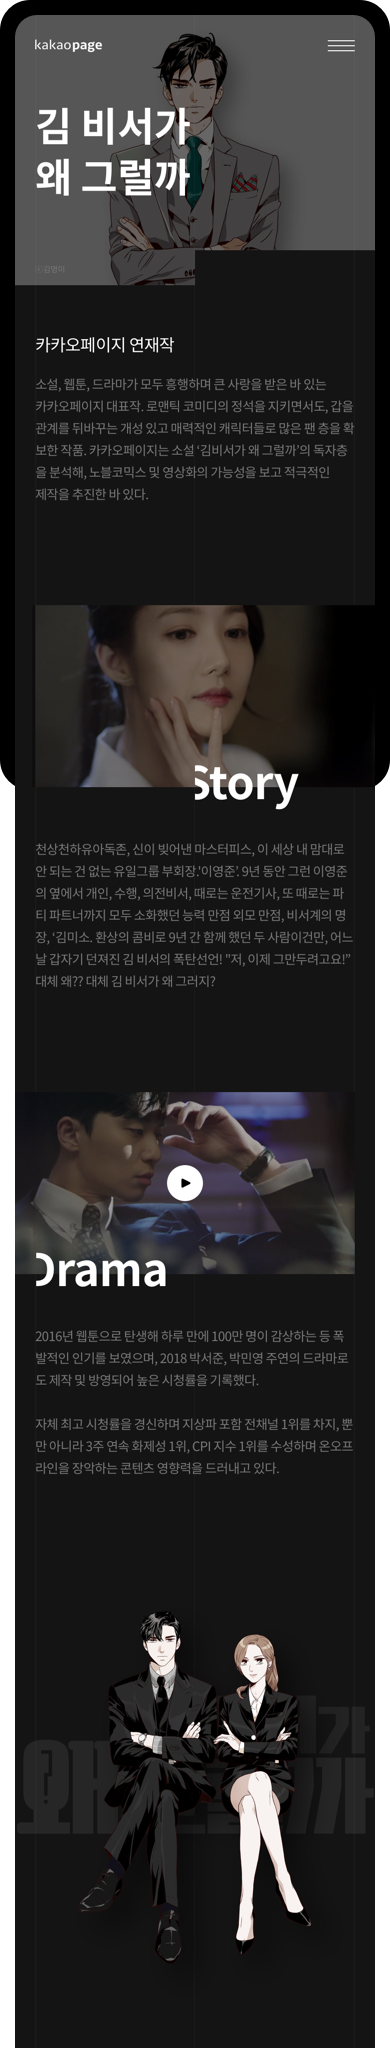 kakaopage
김 비서가
왜 그럴까
ⓒ김명미
카카오페이지 연재작
소설, 웹툰, 드라마가 모두 흥행하며 큰 사랑을 받은 바 있는
카카오페이지 대표작. 로맨틱 코미디의 정석을 지키면서도, 갑을
관계를 뒤바꾸는 개성 있고 매력적인 캐릭터들로 많은 팬 층을 확
보한 작품. 카카오페이지는 소설 ‘김비서가 왜 그럴까’의 독자층
을 분석해, 노블코믹스 및 영상화의 가능성을 보고 적극적인
제작을 추진한 바 있다.
Story
천상천하유아독존, 신이 빚어낸 마스터피스, 이 세상 내 맘대로
안 되는 건 없는 유일그룹 부회장.'이영준'. 9년 동안 그런 이영준
의 옆에서 개인, 수행, 의전비서, 때로는 운전기사, 또 때로는 파
티 파트너까지 모두 소화했던 능력 만점 외모 만점, 비서계의 명
장, ‘김미소. 환상의 콤비로 9년 간 함께 했던 두 사람이건만, 어느
날 갑자기 던져진 김 비서의 폭탄선언! "저, 이제 그만두려고요!"
대체 왜?? 대체 김 비서가 왜 그러지?
Drama
2016년 웹툰으로 탄생해 하루 만에 100만 명이 감상하는 등 폭
발적인 인기를 보였으며, 2018 박서준, 박민영 주연의 드라마로
도 제작 및 방영되어 높은 시청률을 기록했다.
자체 최고 시청률을 경신하며 지상파 포함 전채널 1위를 차지, 뿐
만 아니라 3주 연속 화제성 1위, CPI 지수 1위를 수성하며 온오프
라인을 장악하는 콘텐츠 영향력을 드러내고 있다.